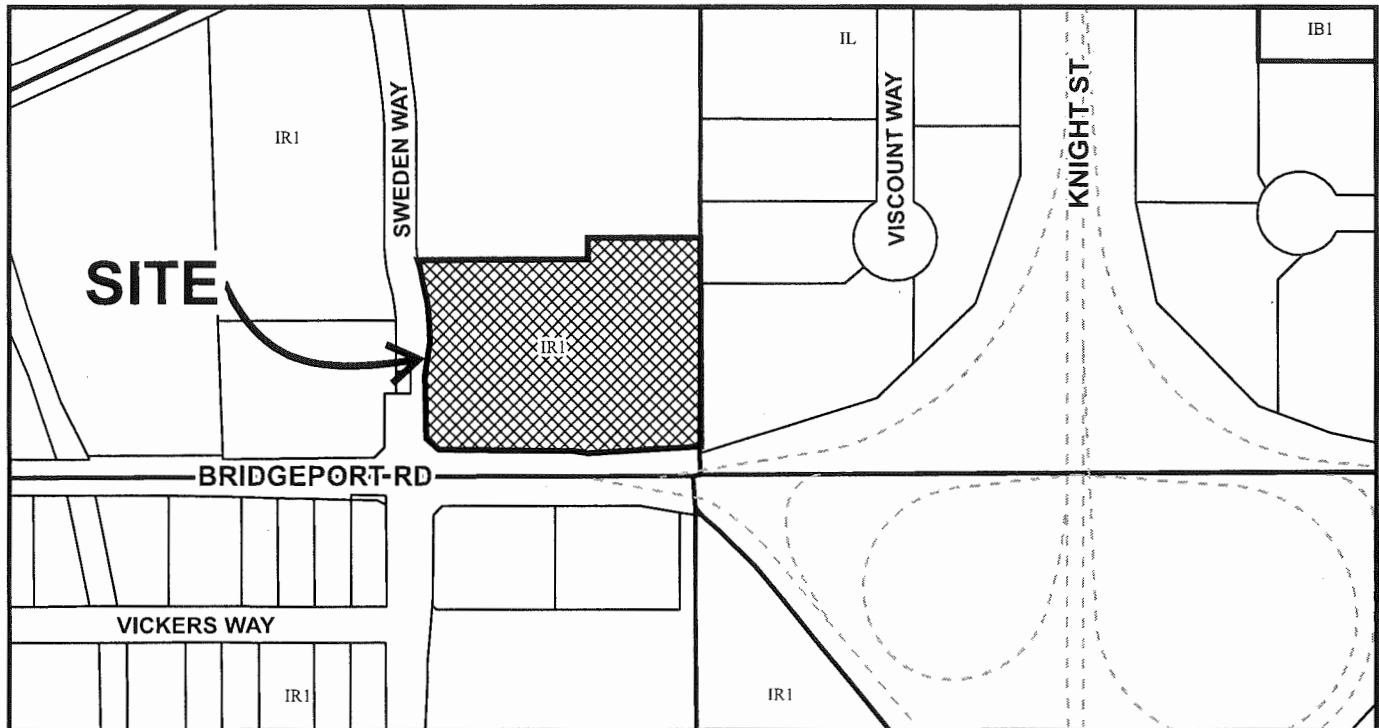 IL
IB1
IR1
SWEDEN WAY
VISCOUNT WAY
KNIGHT ST
SITE
IR1
BRIDGEPORT RD
VICKERS WAY
IR1
IR1